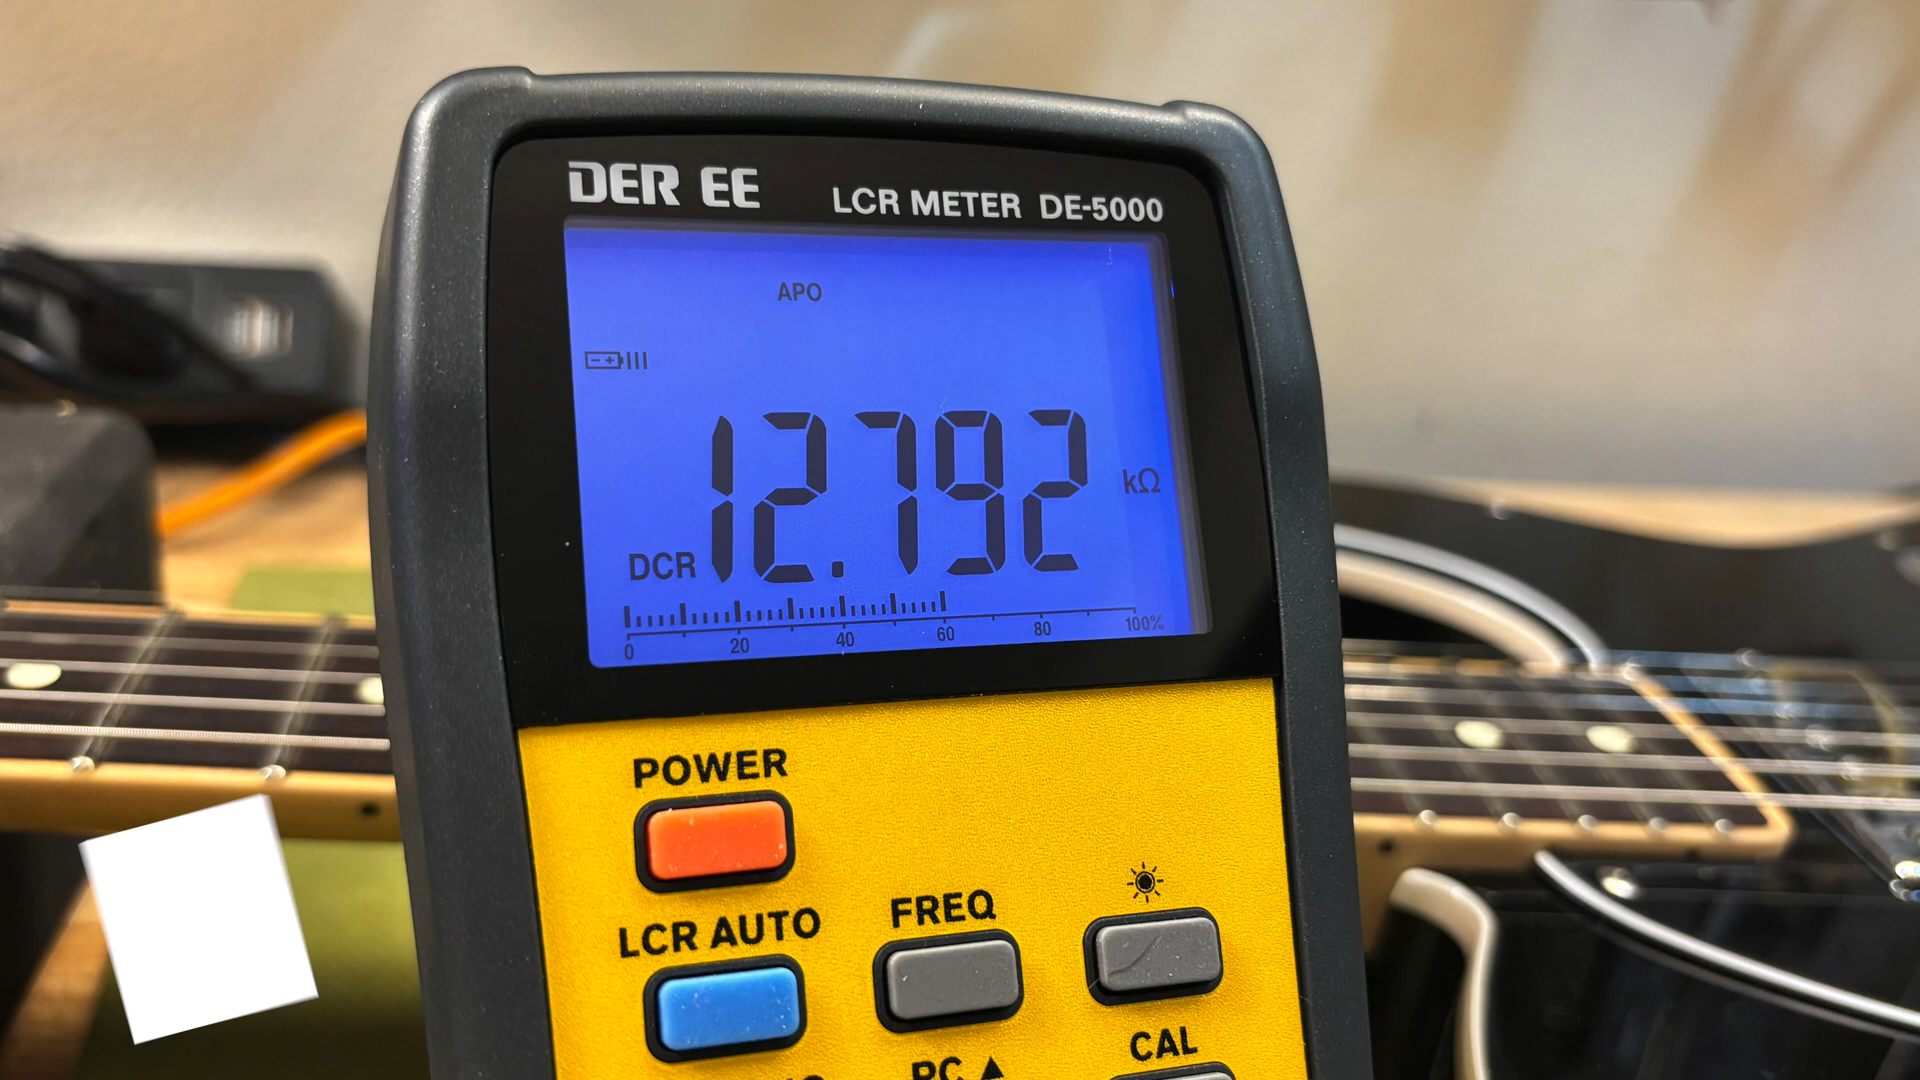 DER EE LCR METER DE-5000
APO
12.792 kΩ
DCR
0 20 40 60 80 100%
POWER
LCR AUTO FREQ
PC ▲ CAL